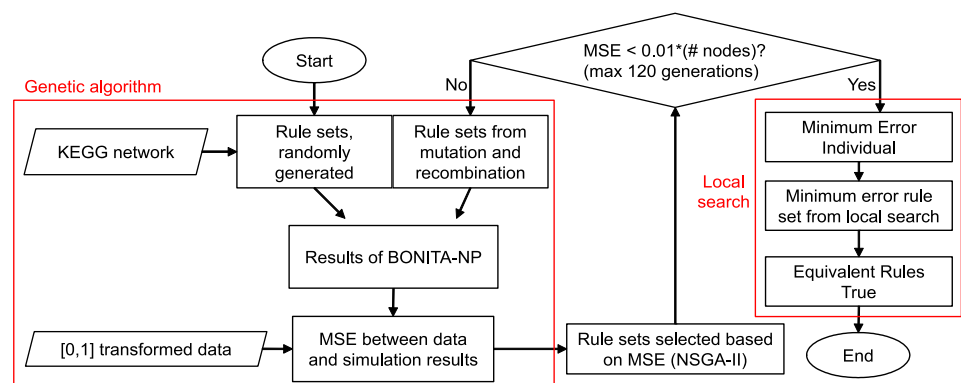 MSE < 0.01*(# nodes)?
(max 120 generations)
Start
Genetic algorithm
No
Yes
KEGG network
Rule sets,
randomly
generated
Rule sets from
mutation and
recombination
Minimum Error
Individual
Local
search
Minimum error rule
set from local search
Results of BONITA-NP
Equivalent Rules
True
[0,1] transformed data
MSE between data
and simulation results
Rule sets selected based
on MSE (NSGA-II)
End